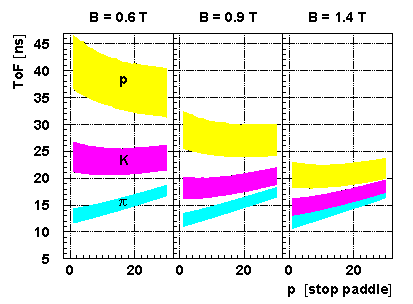 B = 0.6 T B = 0.9 T B = 1.4 T
ToF [ns]
45
40
35
30
25
20
15
10
5
p
K
π
0 20 0 20 0 20
p [stop paddle]